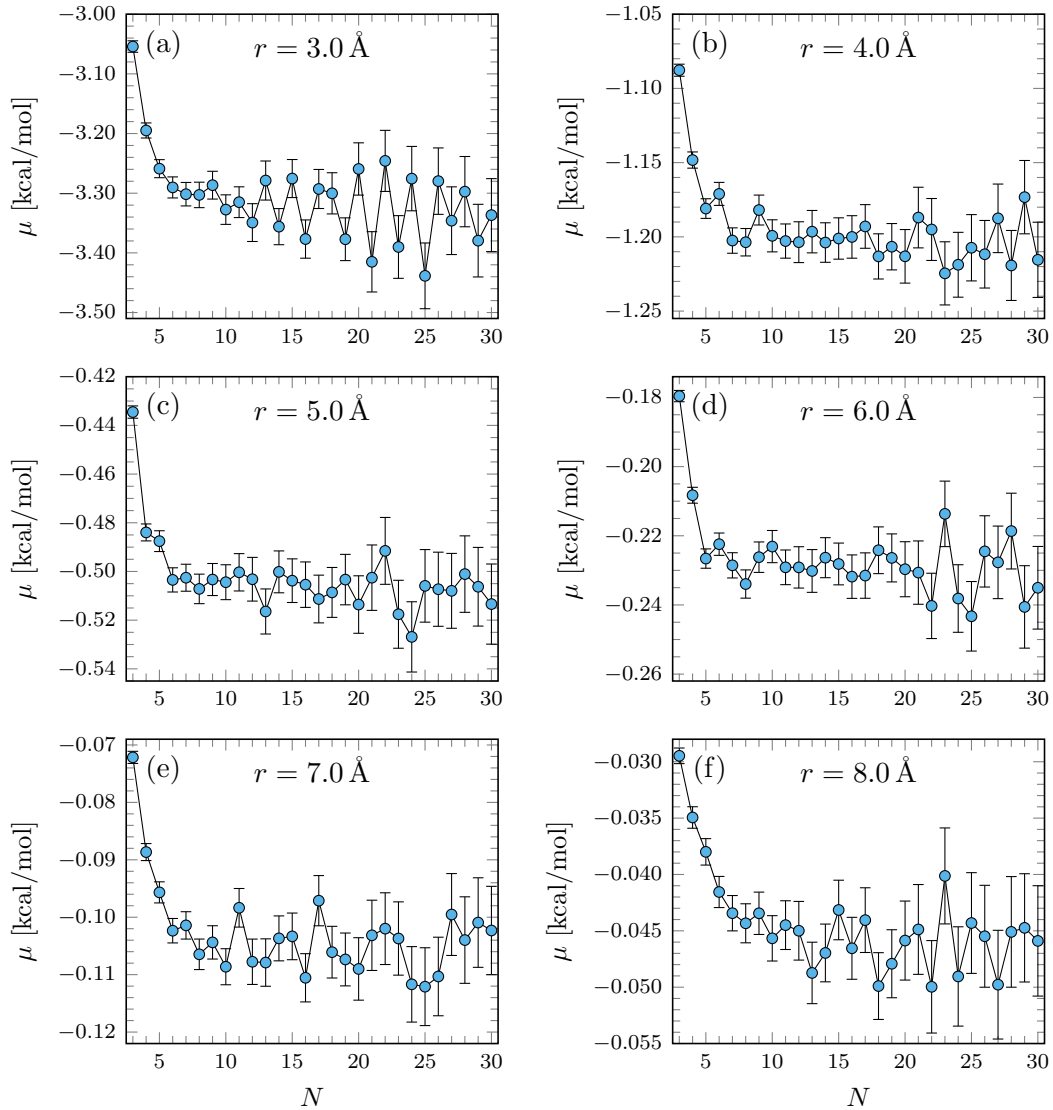 (a) r = 3.0 Å
μ [kcal/mol]
−3.00
−3.10
−3.20
−3.30
−3.40
−3.50
5 10 15 20 25 30
(b) r = 4.0 Å
μ [kcal/mol]
−1.05
−1.10
−1.15
−1.20
−1.25
5 10 15 20 25 30
(c) r = 5.0 Å
μ [kcal/mol]
−0.42
−0.44
−0.46
−0.48
−0.50
−0.52
−0.54
5 10 15 20 25 30
(d) r = 6.0 Å
μ [kcal/mol]
−0.18
−0.20
−0.22
−0.24
−0.26
5 10 15 20 25 30
(e) r = 7.0 Å
μ [kcal/mol]
−0.07
−0.08
−0.09
−0.10
−0.11
−0.12
5 10 15 20 25 30
N
(f) r = 8.0 Å
μ [kcal/mol]
−0.030
−0.035
−0.040
−0.045
−0.050
−0.055
5 10 15 20 25 30
N